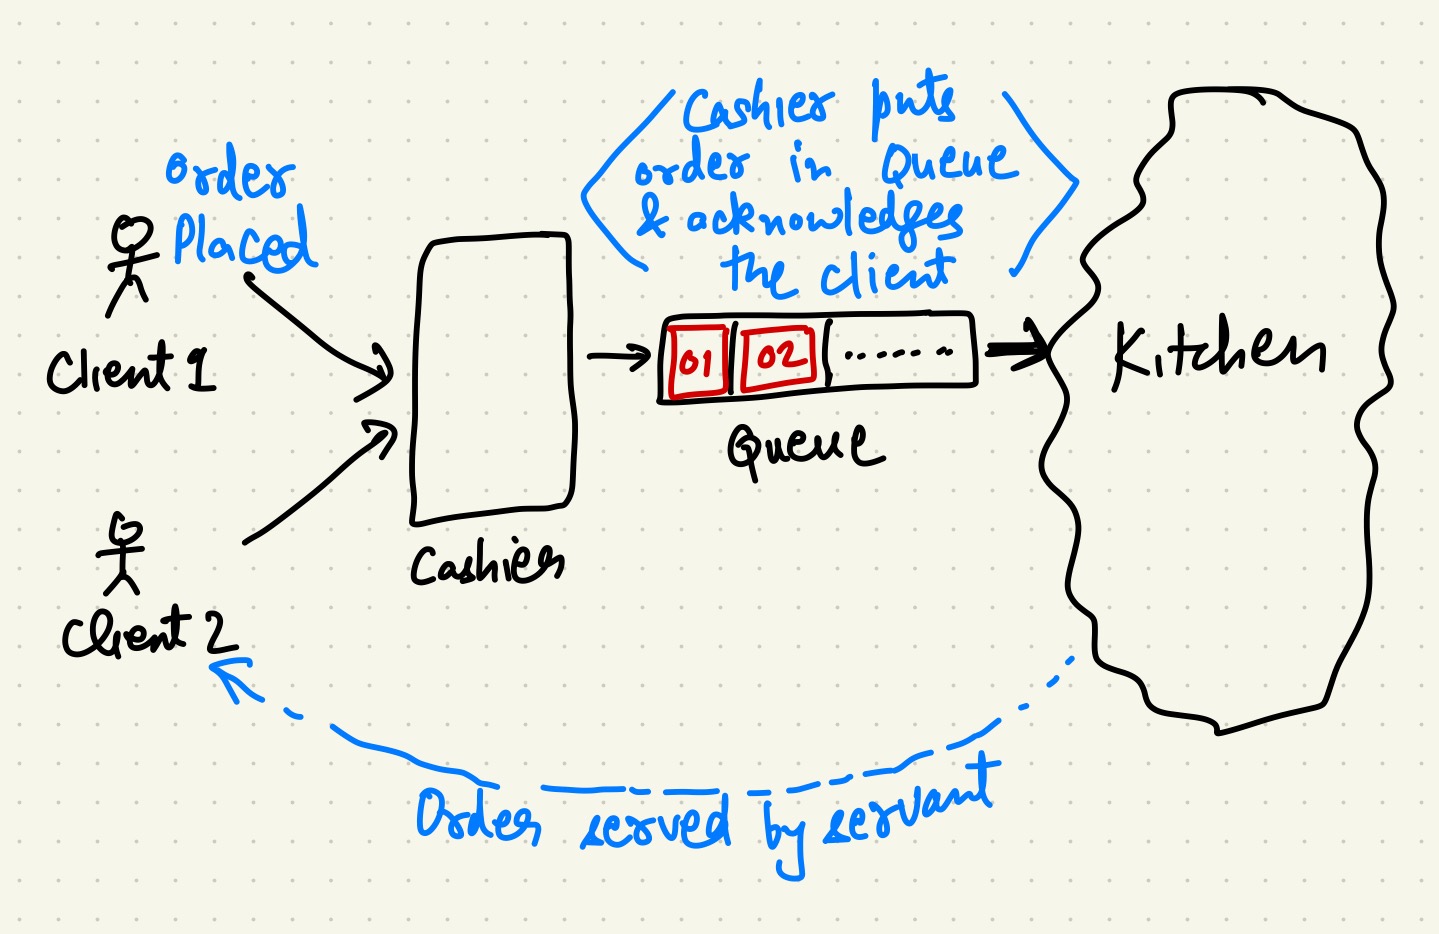 Order
Placed
Client 1
Client 2
Cashier
Cashier puts
order in Queue
& acknowledges
the client
01 02 ......
Queue
Kitchen
Order served by servant